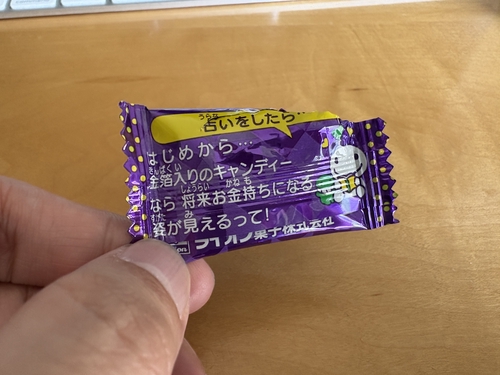 占いをしたら…
はじめから…
金箔入りのキャンディー
なら 将来お金持ちになる
姿が見えるって!
ライオン菓子株式会社